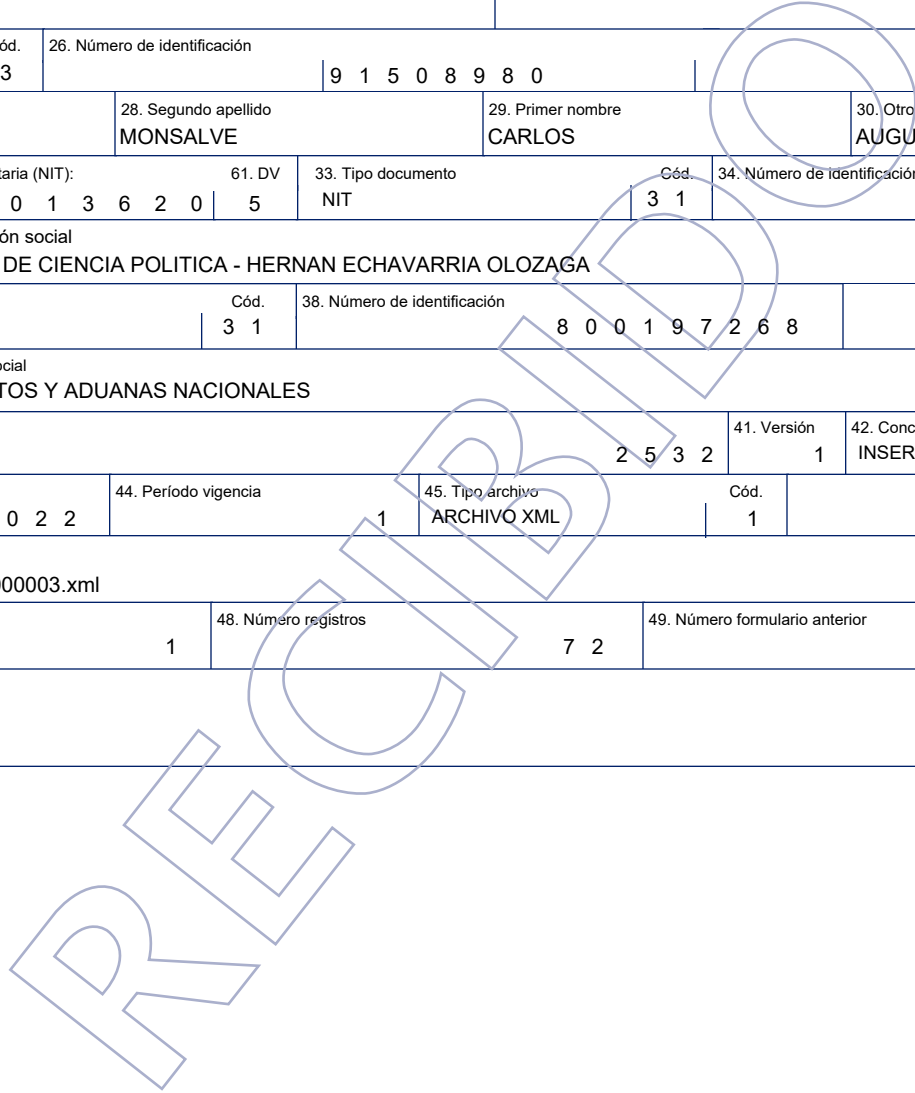 ód. 26. Número de identificación
3 9 1 5 0 8 9 8 0
28. Segundo apellido 29. Primer nombre 30. Otro
MONSALVE CARLOS AUGU
taria (NIT): 61. DV 33. Tipo documento Cód. 34. Número de identificación
0 1 3 6 2 0 5 NIT 3 1
ón social
DE CIENCIA POLITICA - HERNAN ECHAVARRIA OLOZAGA
Cód. 38. Número de identificación
3 1 8 0 0 1 9 7 2 6 8
ocial
TOS Y ADUANAS NACIONALES
41. Versión 42. Conc
2 5 3 2 1 INSER
44. Período vigencia 45. Tipo archivo Cód.
0 2 2 1 ARCHIVO XML 1
000003.xml
48. Número registros 49. Número formulario anterior
1 7 2
RECIBIDO